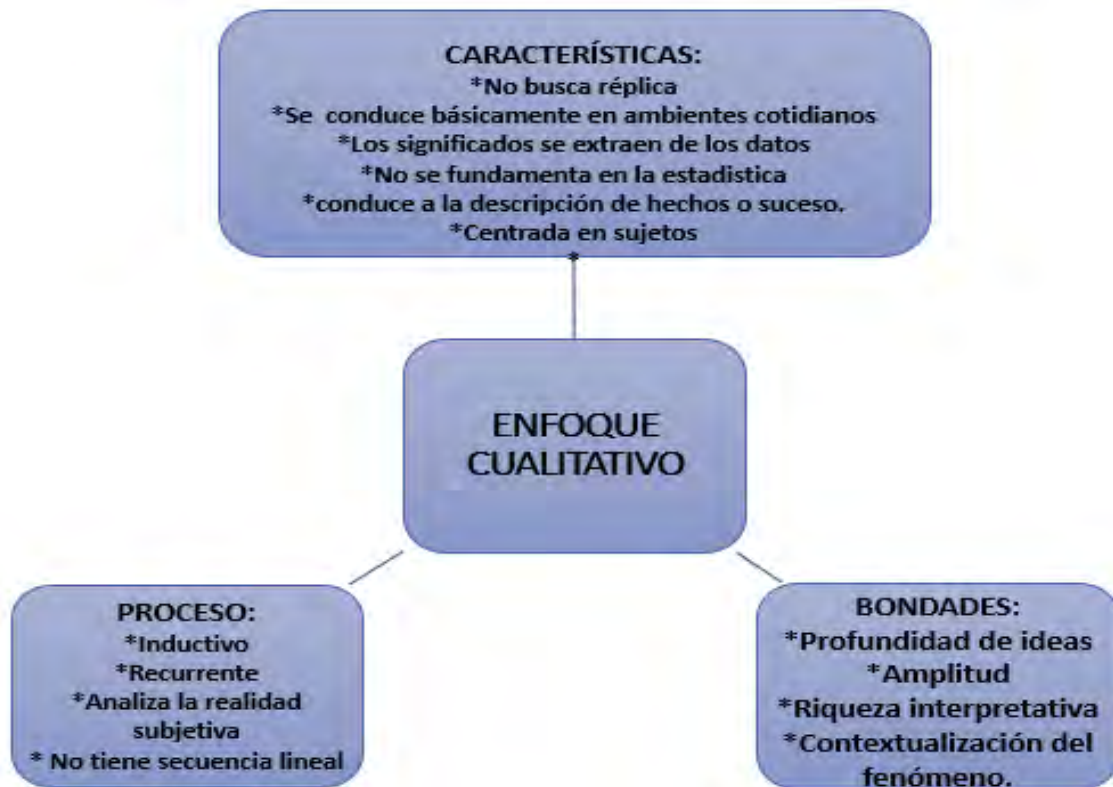 CARACTERÍSTICAS:
*No busca réplica
*Se conduce básicamente en ambientes cotidianos
*Los significados se extraen de los datos
*No se fundamenta en la estadistica
*conduce a la descripción de hechos o suceso.
*Centrada en sujetos
*
ENFOQUE
CUALITATIVO
PROCESO:
*Inductivo
*Recurrente
*Analiza la realidad
subjetiva
* No tiene secuencia lineal
BONDADES:
*Profundidad de ideas
*Amplitud
*Riqueza interpretativa
*Contextualización del
fenómeno.